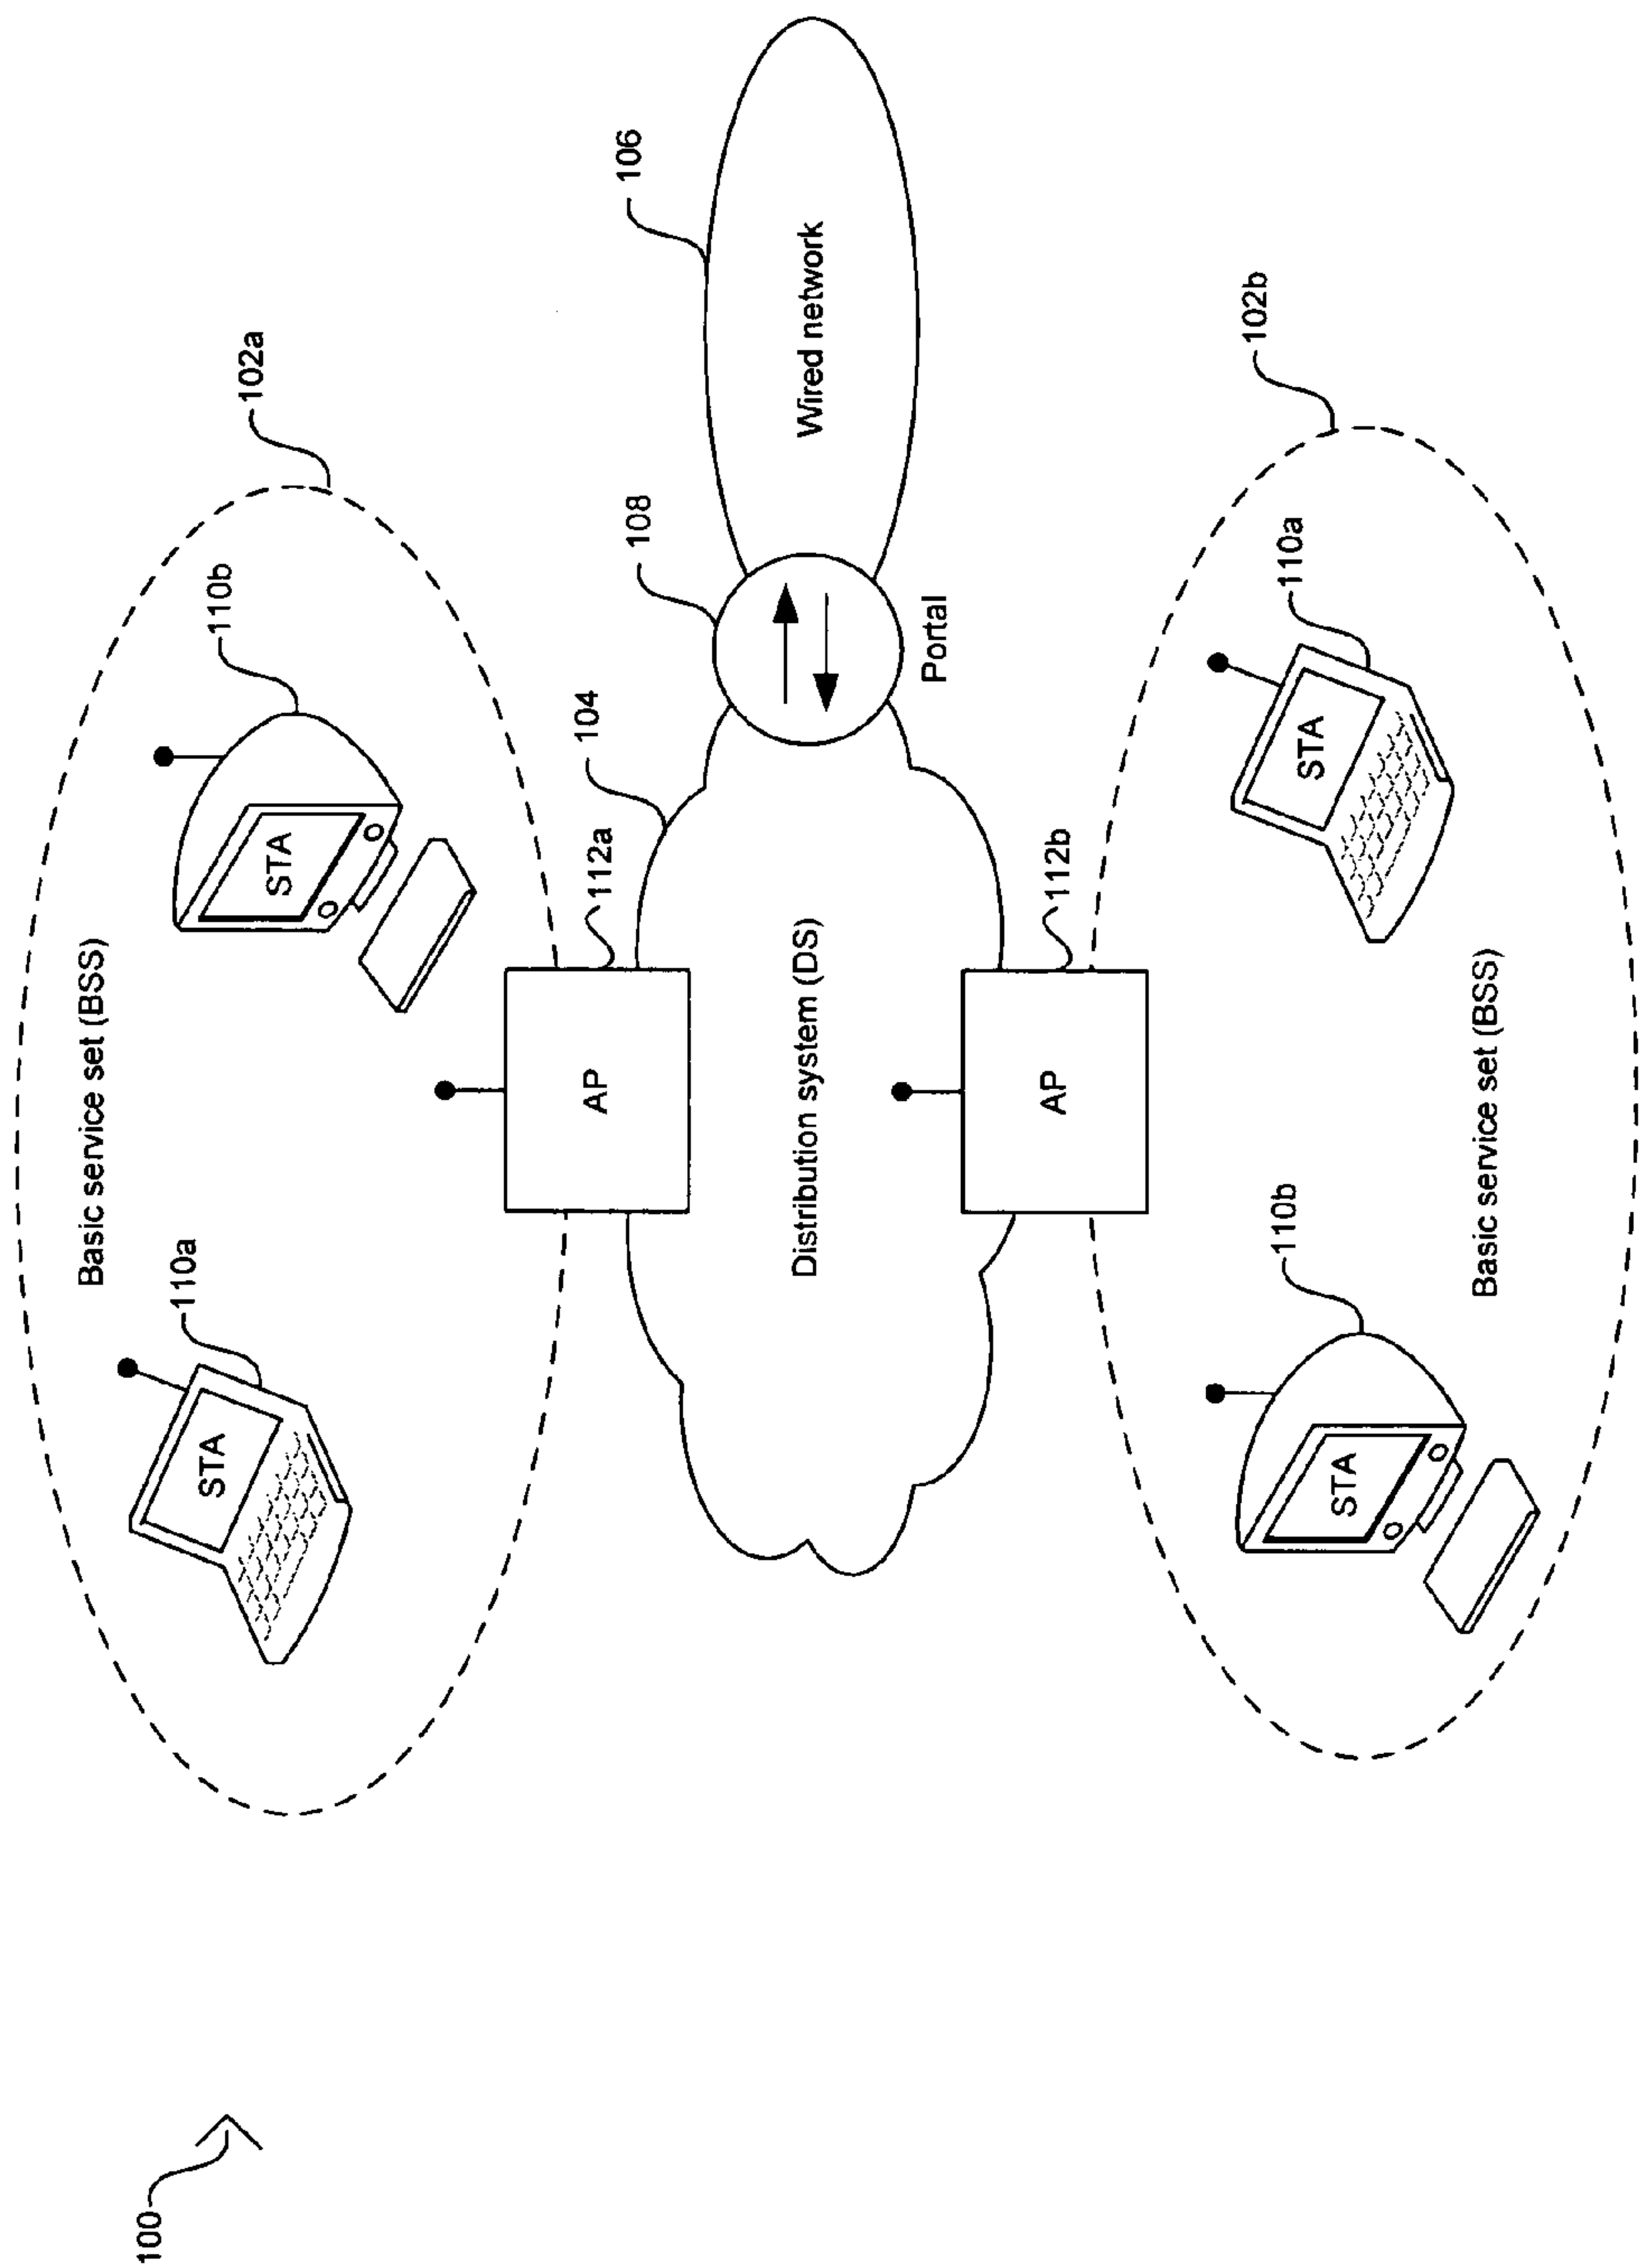 100
Basic service set (BSS)
102a
110a
STA
110b
STA
AP
112a
104
108
106
Distribution system (DS)
Portal
Wired network
AP
112b
102b
110b
STA
110a
STA
Basic service set (BSS)